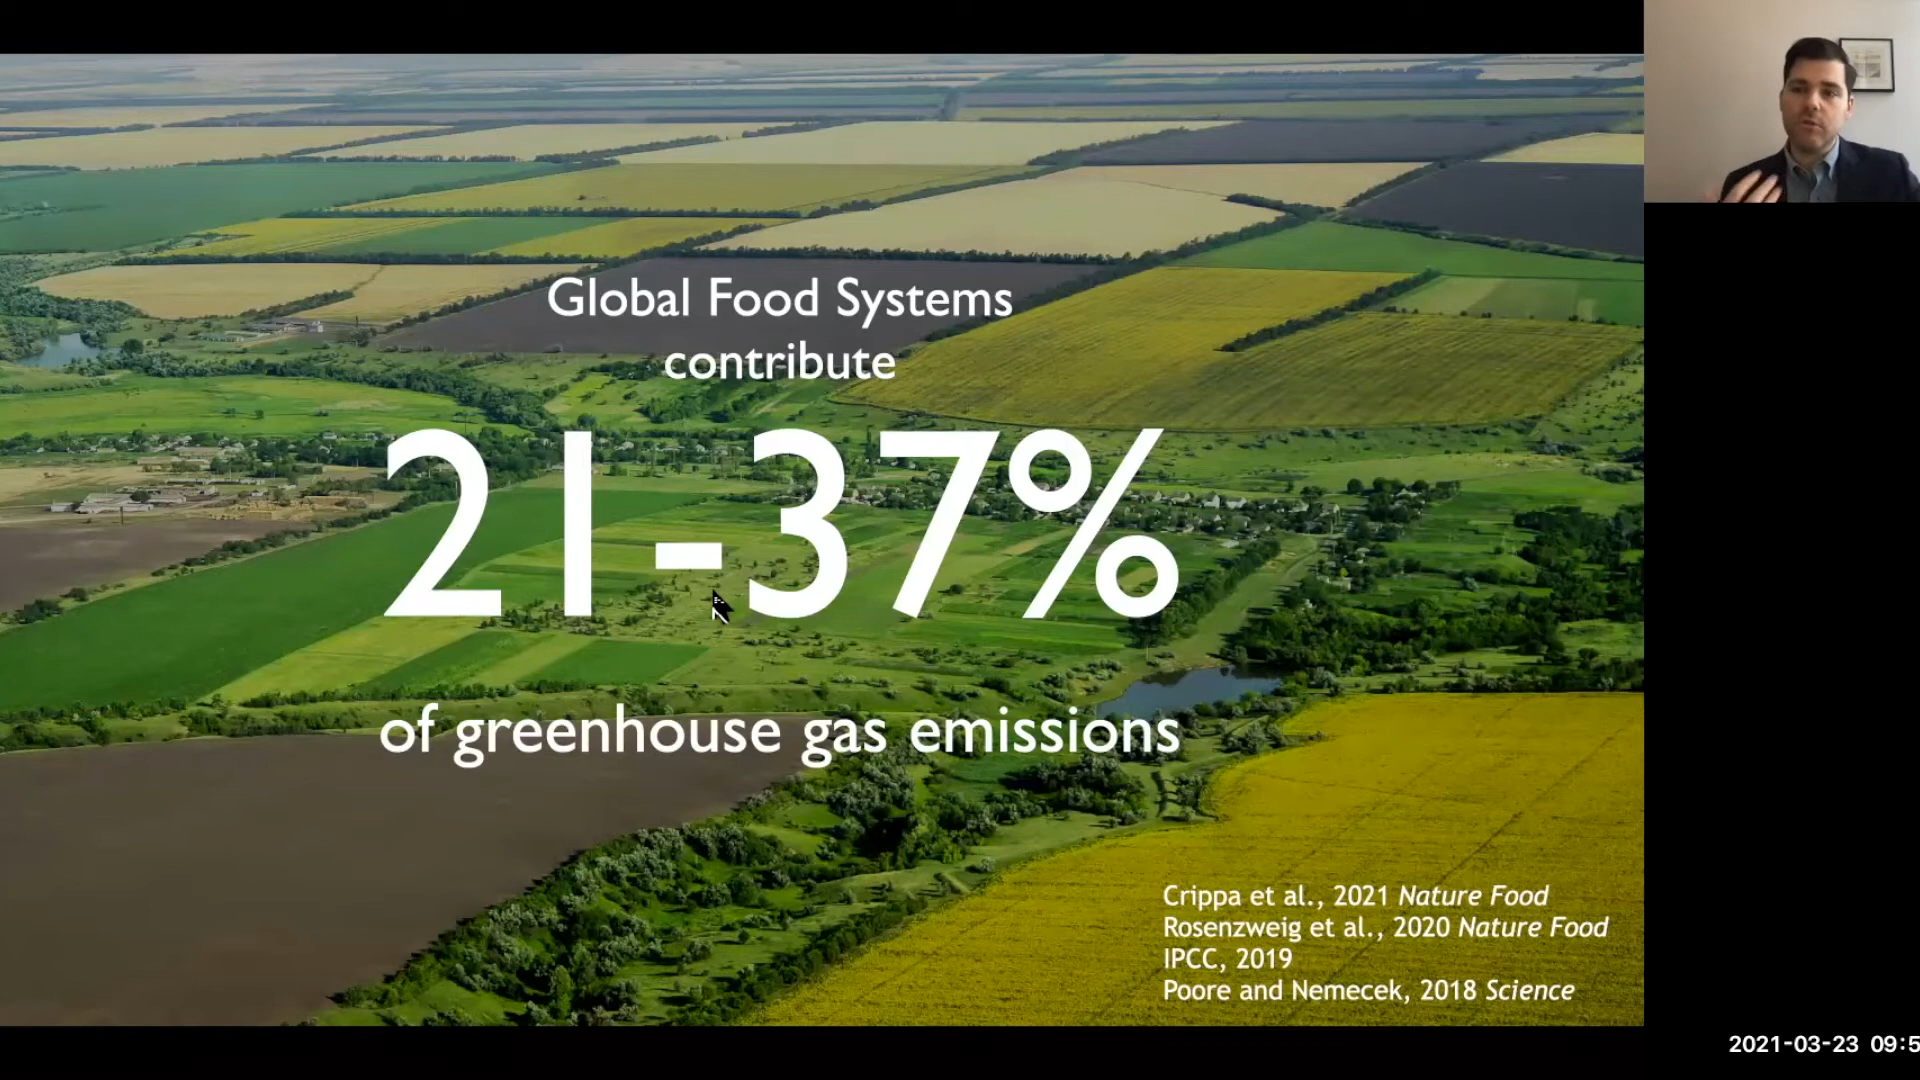 Global Food Systems
contribute
21-37%
of greenhouse gas emissions
Crippa et al., 2021 Nature Food
Rosenzweig et al., 2020 Nature Food
IPCC, 2019
Poore and Nemecek, 2018 Science
2021-03-23 09:5